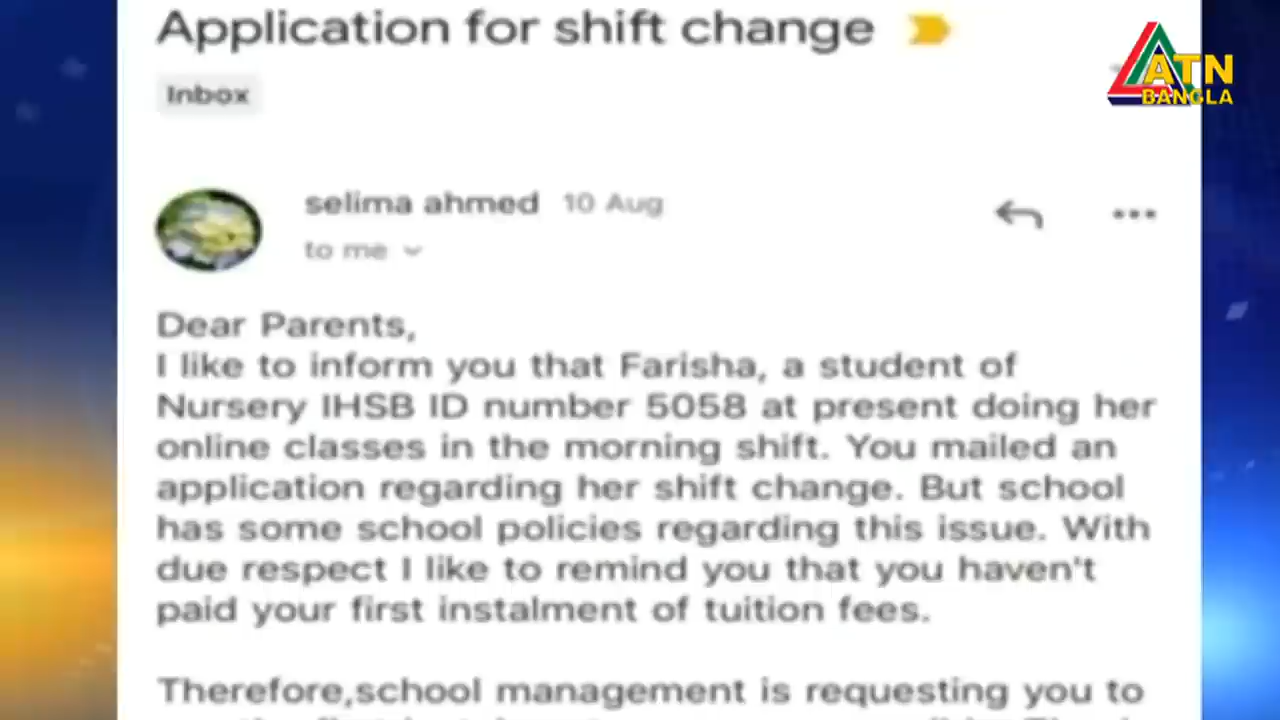 Application for shift change
ATN
BANGLA
Inbox
selima ahmed 10 Aug
to me
Dear Parents,
I like to inform you that Farisha, a student of
Nursery IHSB ID number 5058 at present doing her
online classes in the morning shift. You mailed an
application regarding her shift change. But school
has some school policies regarding this issue. With
due respect I like to remind you that you haven't
paid your first instalment of tuition fees.
Therefore,school management is requesting you to